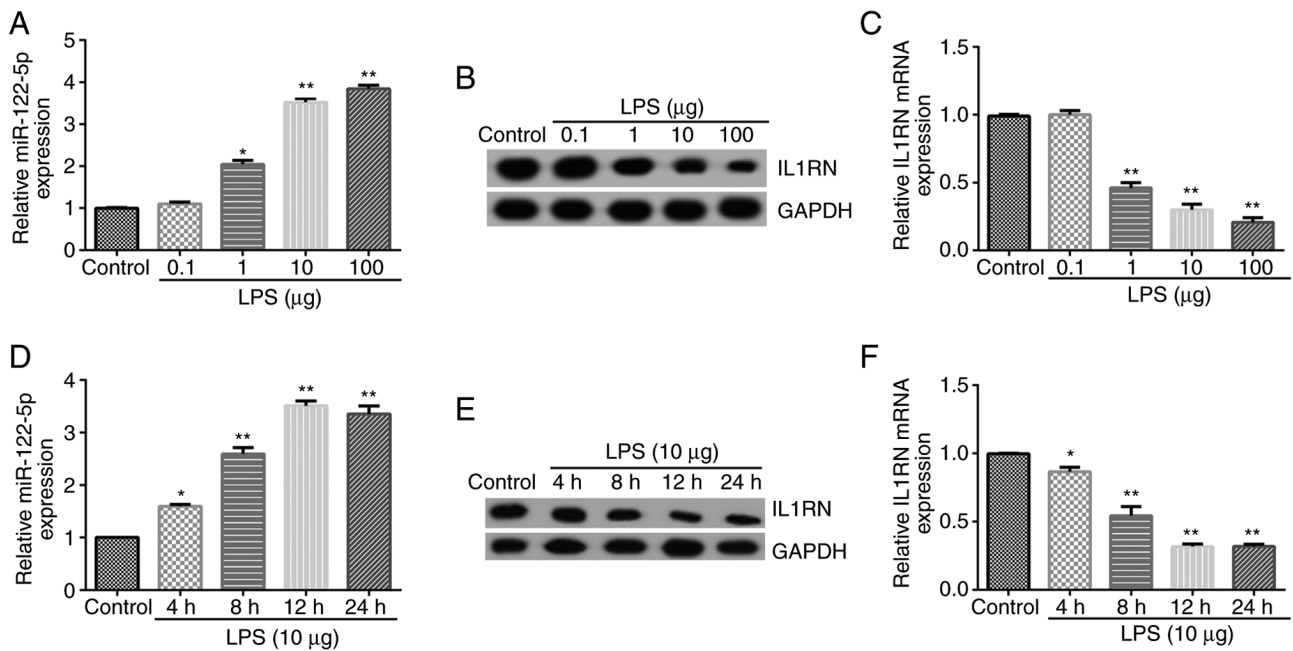 A
Relative miR-122-5p
expression
5
4
3
2
1
0
*
**
**
Control 0.1 1 10 100
LPS (μg)
B
LPS (μg)
Control 0.1 1 10 100
IL1RN
GAPDH
C
Relative IL1RN mRNA
expression
1.5
1.0
0.5
0.0
**
**
**
Control 0.1 1 10 100
LPS (μg)
D
Relative miR-122-5p
expression
4
3
2
1
0
*
**
**
**
Control 4 h 8 h 12 h 24 h
LPS (10 μg)
E
LPS (10 μg)
Control 4 h 8 h 12 h 24 h
IL1RN
GAPDH
F
Relative IL1RN mRNA
expression
1.5
1.0
0.5
0.0
*
**
**
**
Control 4 h 8 h 12 h 24 h
LPS (10 μg)